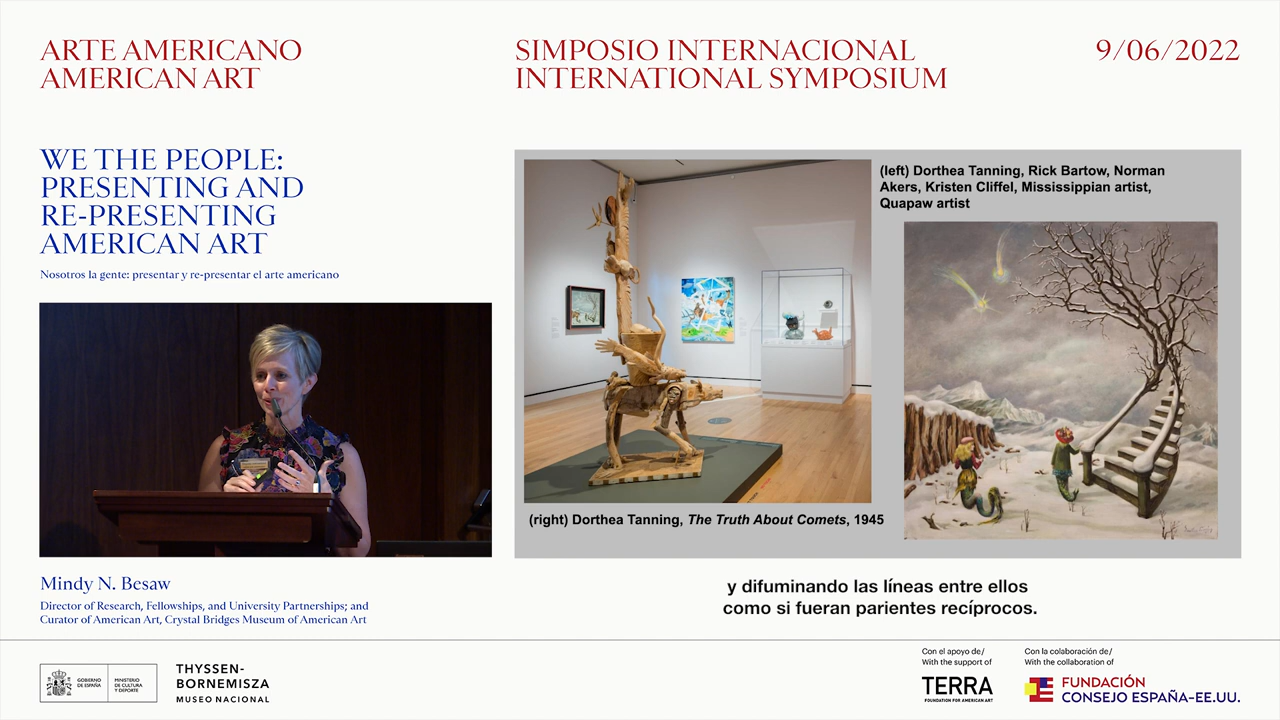 ARTE AMERICANO
AMERICAN ART
SIMPOSIO INTERNACIONAL
INTERNATIONAL SYMPOSIUM
9/06/2022
WE THE PEOPLE:
PRESENTING AND
RE-PRESENTING
AMERICAN ART
Nosotros la gente: presentar y re-presentar el arte americano
(left) Dorthea Tanning, Rick Bartow, Norman
Akers, Kristen Cliffel, Mississippian artist,
Quapaw artist
(right) Dorthea Tanning, The Truth About Comets, 1945
Mindy N. Besaw
Director of Research, Fellowships, and University Partnerships; and
Curator of American Art, Crystal Bridges Museum of American Art
y difuminando las líneas entre ellos
como si fueran parientes recíprocos.
GOBIERNO
DE ESPAÑA
MINISTERIO
DE CULTURA
Y DEPORTE
THYSSEN-
BORNEMISZA
MUSEO NACIONAL
Con el apoyo de/
With the support of
TERRA
FOUNDATION FOR AMERICAN ART
Con la colaboración de/
With the collaboration of
FUNDACIÓN
CONSEJO ESPAÑA-EE.UU.